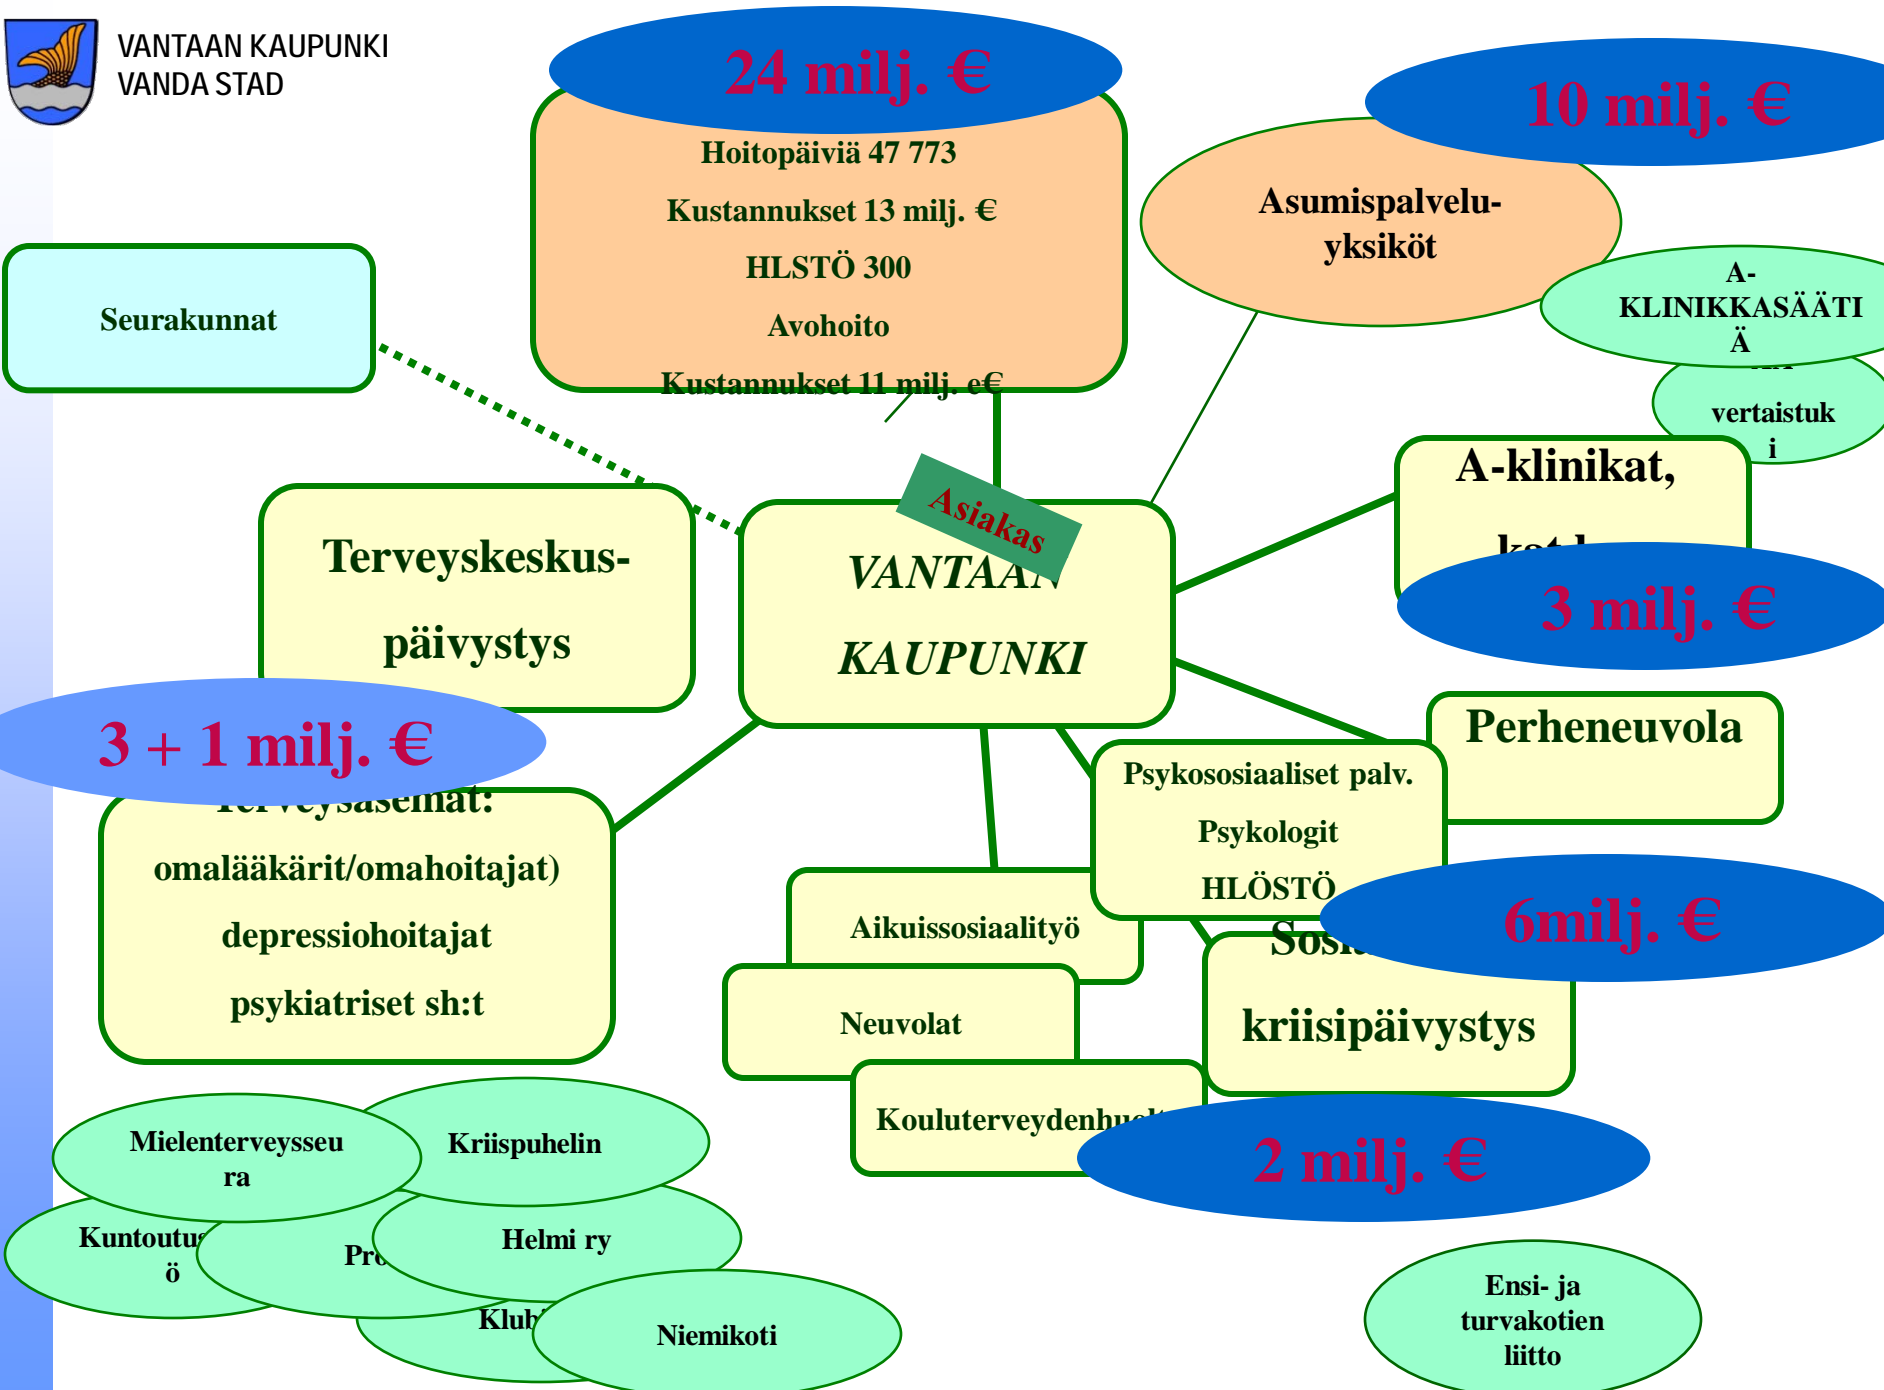 VANTAAN KAUPUNKI
VANDA STAD
24 milj. €
10 milj. €
Hoitopäiviä 47 773
Kustannukset 13 milj. €
HLSTÖ 300
Avohoito
Kustannukset 11 milj. e€
Asumispalvelu-
yksiköt
A-
KLINIKKASÄÄTI
Ä
vertaistuk
i
Seurakunnat
A-klinikat,
3 milj. €
Asiakas
VANTAAN
KAUPUNKI
Terveyskeskus-
päivystys
3 + 1 milj. €
Terveysasemat:
omalääkärit/omahoitajat)
depressiohoitajat
psykiatriset sh:t
Perheneuvola
Psykososiaaliset palv.
Psykologit
HLÖSTÖ
6milj. €
Aikuissosiaalityö
Neuvolat
kriisipäivystys
2 milj. €
Mielenterveysseu
ra
Kriispuhelin
ö
Helmi ry
Niemikoti
Ensi- ja
turvakotien
liitto